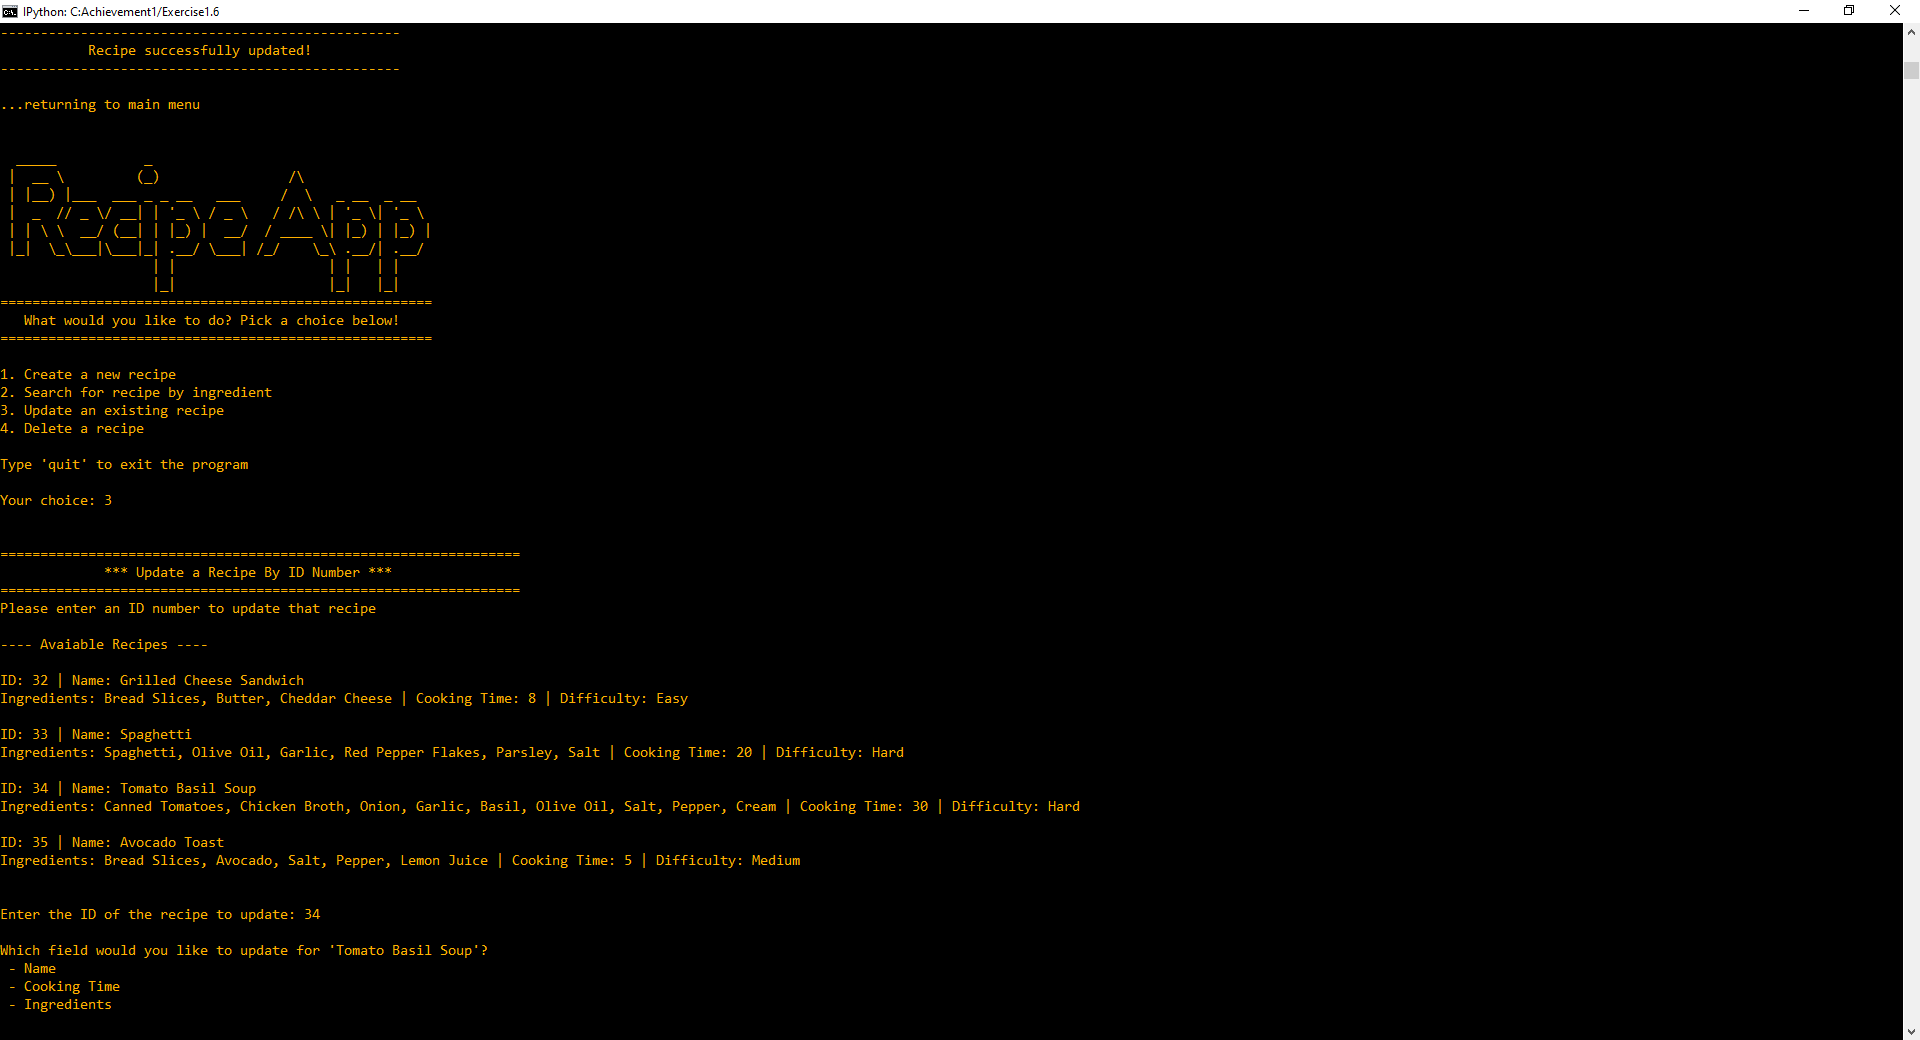 IPython: C:Achievement1/Exercise1.6
--------------------------------------------------
Recipe successfully updated!
--------------------------------------------------
...returning to main menu
Recipe App
======================================================
What would you like to do? Pick a choice below!
======================================================
1. Create a new recipe
2. Search for recipe by ingredient
3. Update an existing recipe
4. Delete a recipe
Type 'quit' to exit the program
Your choice: 3
=================================================================
*** Update a Recipe By ID Number ***
=================================================================
Please enter an ID number to update that recipe
---- Avaiable Recipes ----
ID: 32 | Name: Grilled Cheese Sandwich
Ingredients: Bread Slices, Butter, Cheddar Cheese | Cooking Time: 8 | Difficulty: Easy
ID: 33 | Name: Spaghetti
Ingredients: Spaghetti, Olive Oil, Garlic, Red Pepper Flakes, Parsley, Salt | Cooking Time: 20 | Difficulty: Hard
ID: 34 | Name: Tomato Basil Soup
Ingredients: Canned Tomatoes, Chicken Broth, Onion, Garlic, Basil, Olive Oil, Salt, Pepper, Cream | Cooking Time: 30 | Difficulty: Hard
ID: 35 | Name: Avocado Toast
Ingredients: Bread Slices, Avocado, Salt, Pepper, Lemon Juice | Cooking Time: 5 | Difficulty: Medium
Enter the ID of the recipe to update: 34
Which field would you like to update for 'Tomato Basil Soup'?
- Name
- Cooking Time
- Ingredients